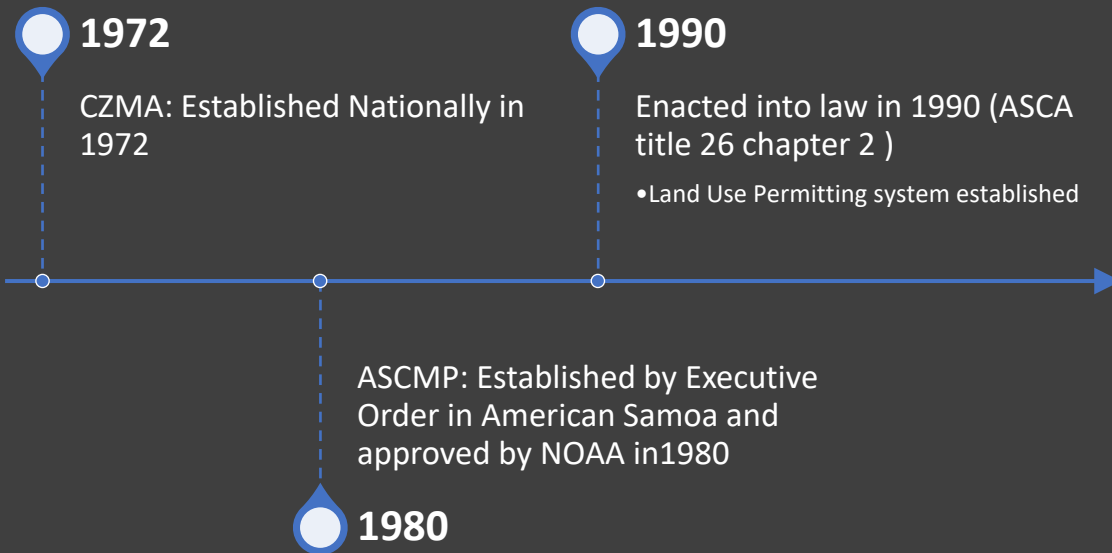 1972
CZMA: Established Nationally in
1972
1990
Enacted into law in 1990 (ASCA
title 26 chapter 2 )
•Land Use Permitting system established
ASCMP: Established by Executive
Order in American Samoa and
approved by NOAA in1980
1980